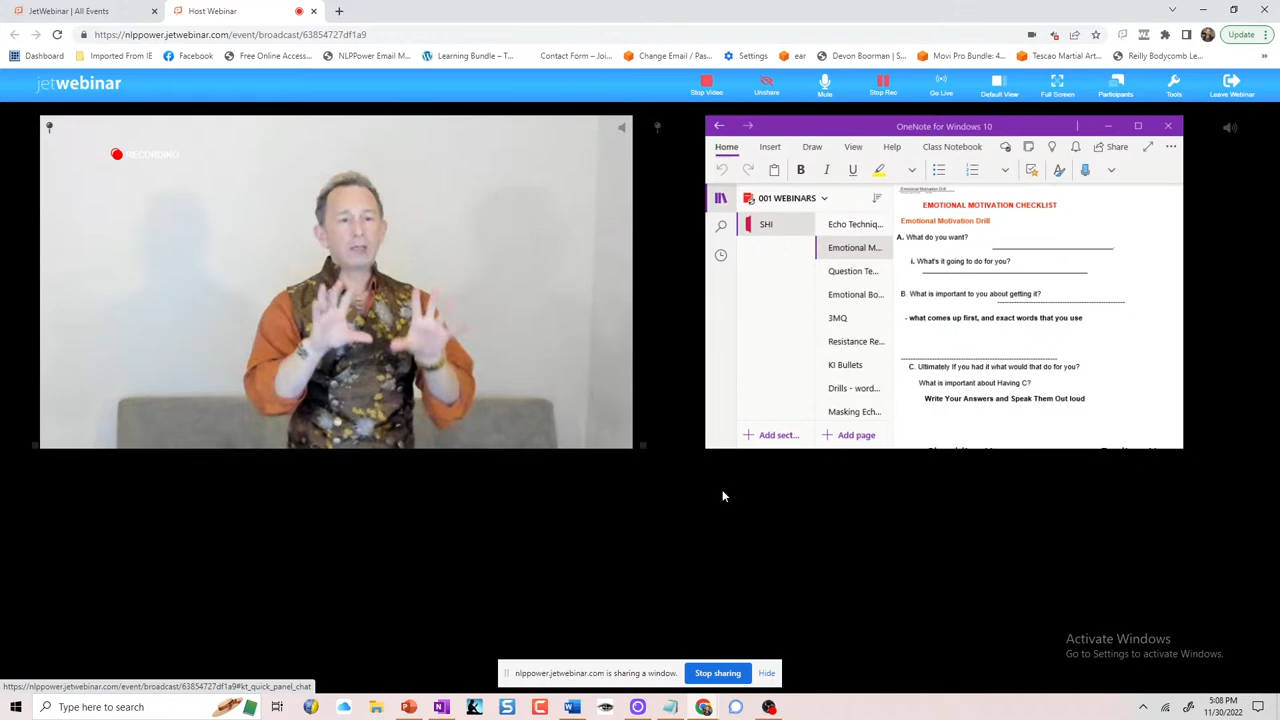 JetWebinar | All Events
Host Webinar
https://nlppower.jetwebinar.com/event/broadcast/63854727df1a9
Update
Dashboard
Imported From IE
Facebook
Free Online Access...
NLPPower Email M...
Learning Bundle – T...
Contact Form – Joi...
Change Email / Pas...
Settings
ear
Devon Boorman | S...
Movi Pro Bundle: 4...
Tescao Martial Art...
Reilly Bodycomb Le...
jetwebinar
Stop Video
Unshare
Mute
Stop Rec
Go Live
Default View
Full Screen
Participants
Tools
Leave Webinar
RECORDING
OneNote for Windows 10
Home
Insert
Draw
View
Help
Class Notebook
Share
B
I
U
001 WEBINARS
SHI
Echo Techniq...
Emotional M...
Question Te...
Emotional Bo...
3MQ
Resistance Re...
KI Bullets
Drills - word...
Masking Ech...
Add sect...
Add page
Emotional Motivation Drill
EMOTIONAL MOTIVATION CHECKLIST
Emotional Motivation Drill
A. What do you want?
i. What's it going to do for you?
B. What is important to you about getting it?
- what comes up first, and exact words that you use
C. Ultimately If you had it what would that do for you?
What is important about Having C?
Write Your Answers and Speak Them Out loud
Activate Windows
Go to Settings to activate Windows.
nlppower.jetwebinar.com is sharing a window.
Stop sharing
Hide
https://nlppower.jetwebinar.com/event/broadcast/63854727df1a9#kt_quick_panel_chat
Type here to search
5:08 PM
11/30/2022